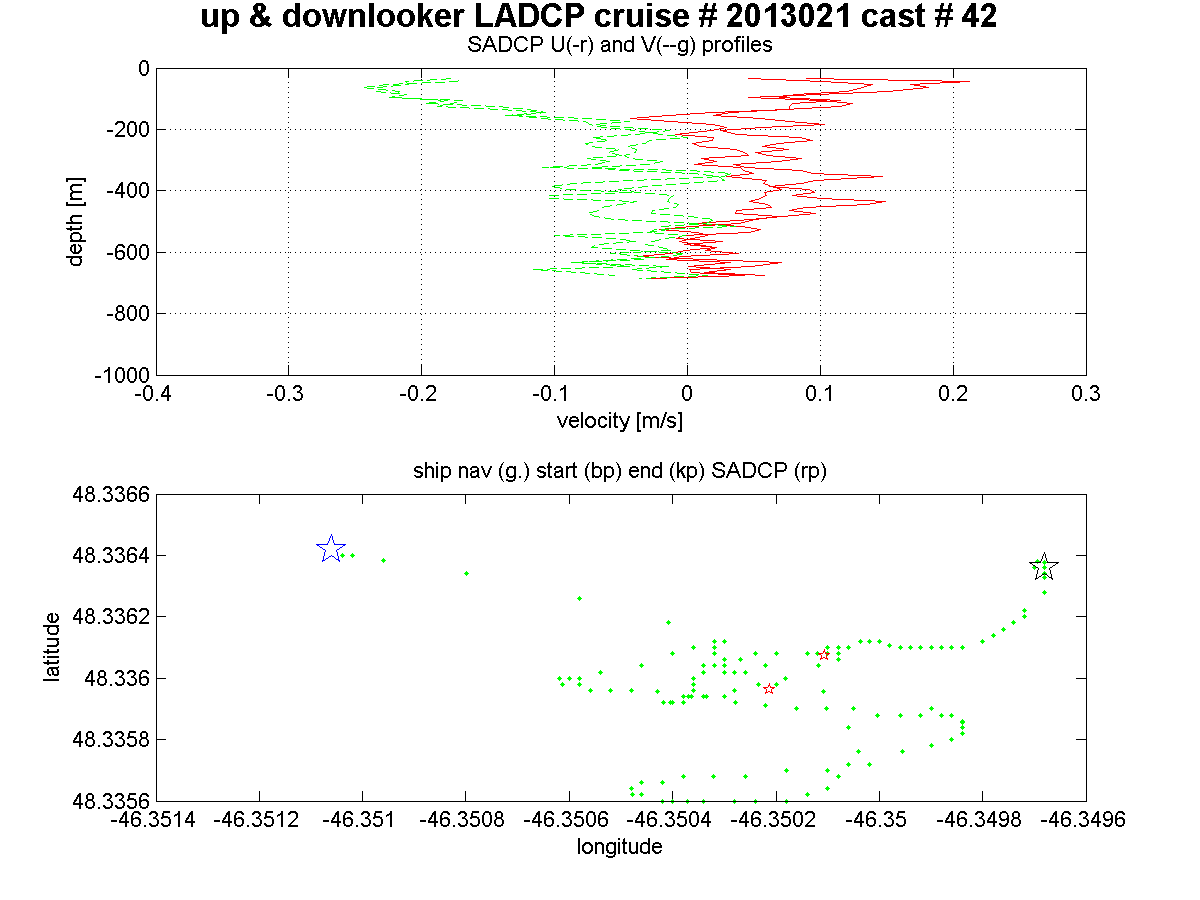 up & downlooker LADCP cruise # 2013021 cast # 42
SADCP U(-r) and V(--g) profiles
0
-200
-400
-600
-800
-1000
depth [m]
-0.4 -0.3 -0.2 -0.1 0 0.1 0.2 0.3
velocity [m/s]
ship nav (g.) start (bp) end (kp) SADCP (rp)
48.3366
48.3364
48.3362
48.336
48.3358
48.3356
latitude
-46.3514 -46.3512 -46.351 -46.3508 -46.3506 -46.3504 -46.3502 -46.35 -46.3498 -46.3496
longitude